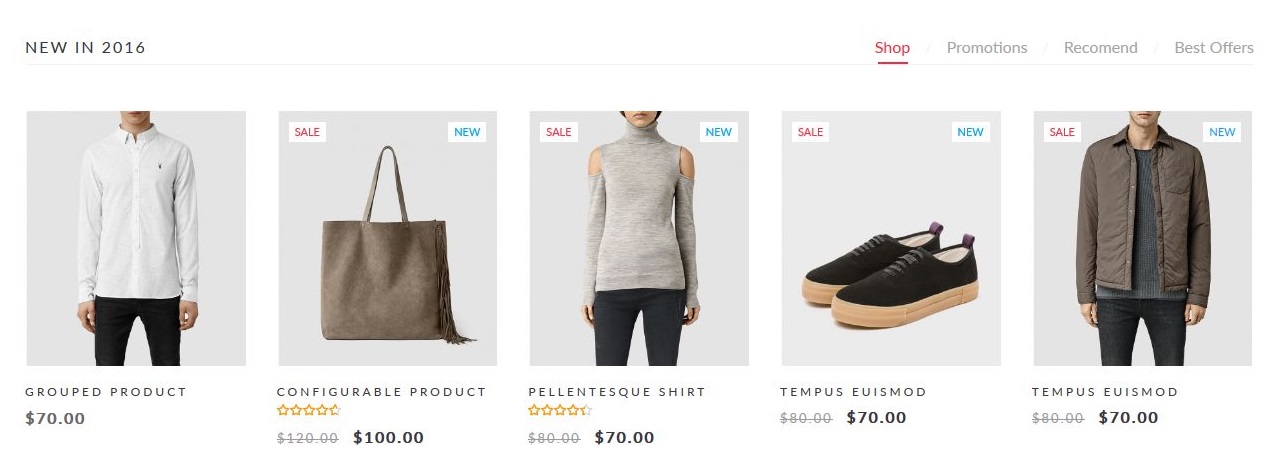 NEW IN 2016
Shop / Promotions / Recomend / Best Offers
SALE NEW
SALE NEW
SALE NEW
SALE NEW
GROUPED PRODUCT
$70.00
CONFIGURABLE PRODUCT
$120.00 $100.00
PELLENTESQUE SHIRT
$80.00 $70.00
TEMPUS EUISMOD
$80.00 $70.00
TEMPUS EUISMOD
$80.00 $70.00